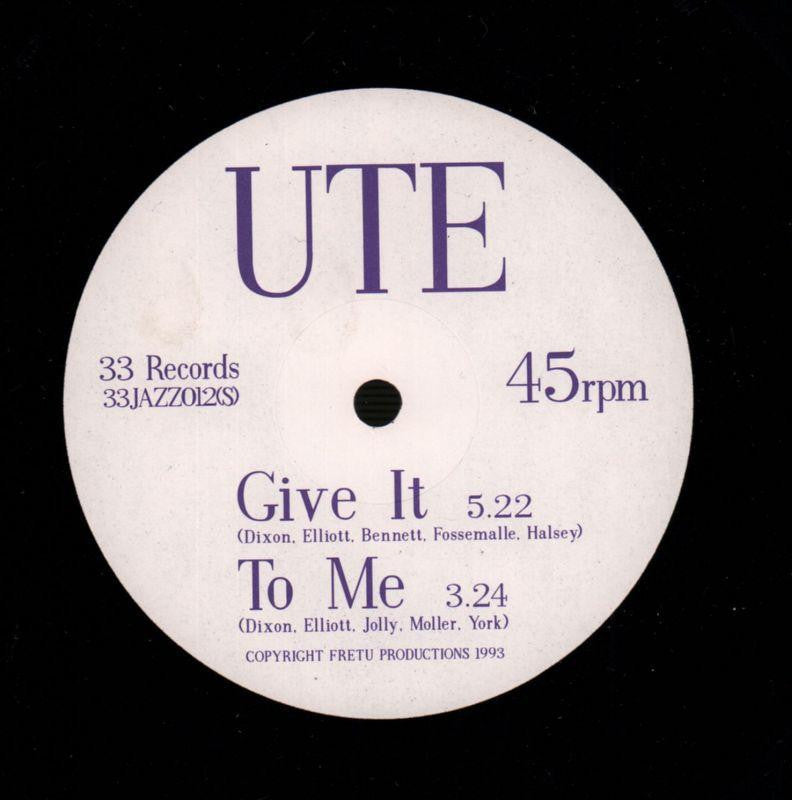 UTE
33 Records
33JAZZ012(S)
45rpm
Give It 5.22
(Dixon, Elliott, Bennett, Fossemalle, Halsey)
To Me 3.24
(Dixon, Elliott, Jolly, Moller, York)
COPYRIGHT FRETU PRODUCTIONS 1993